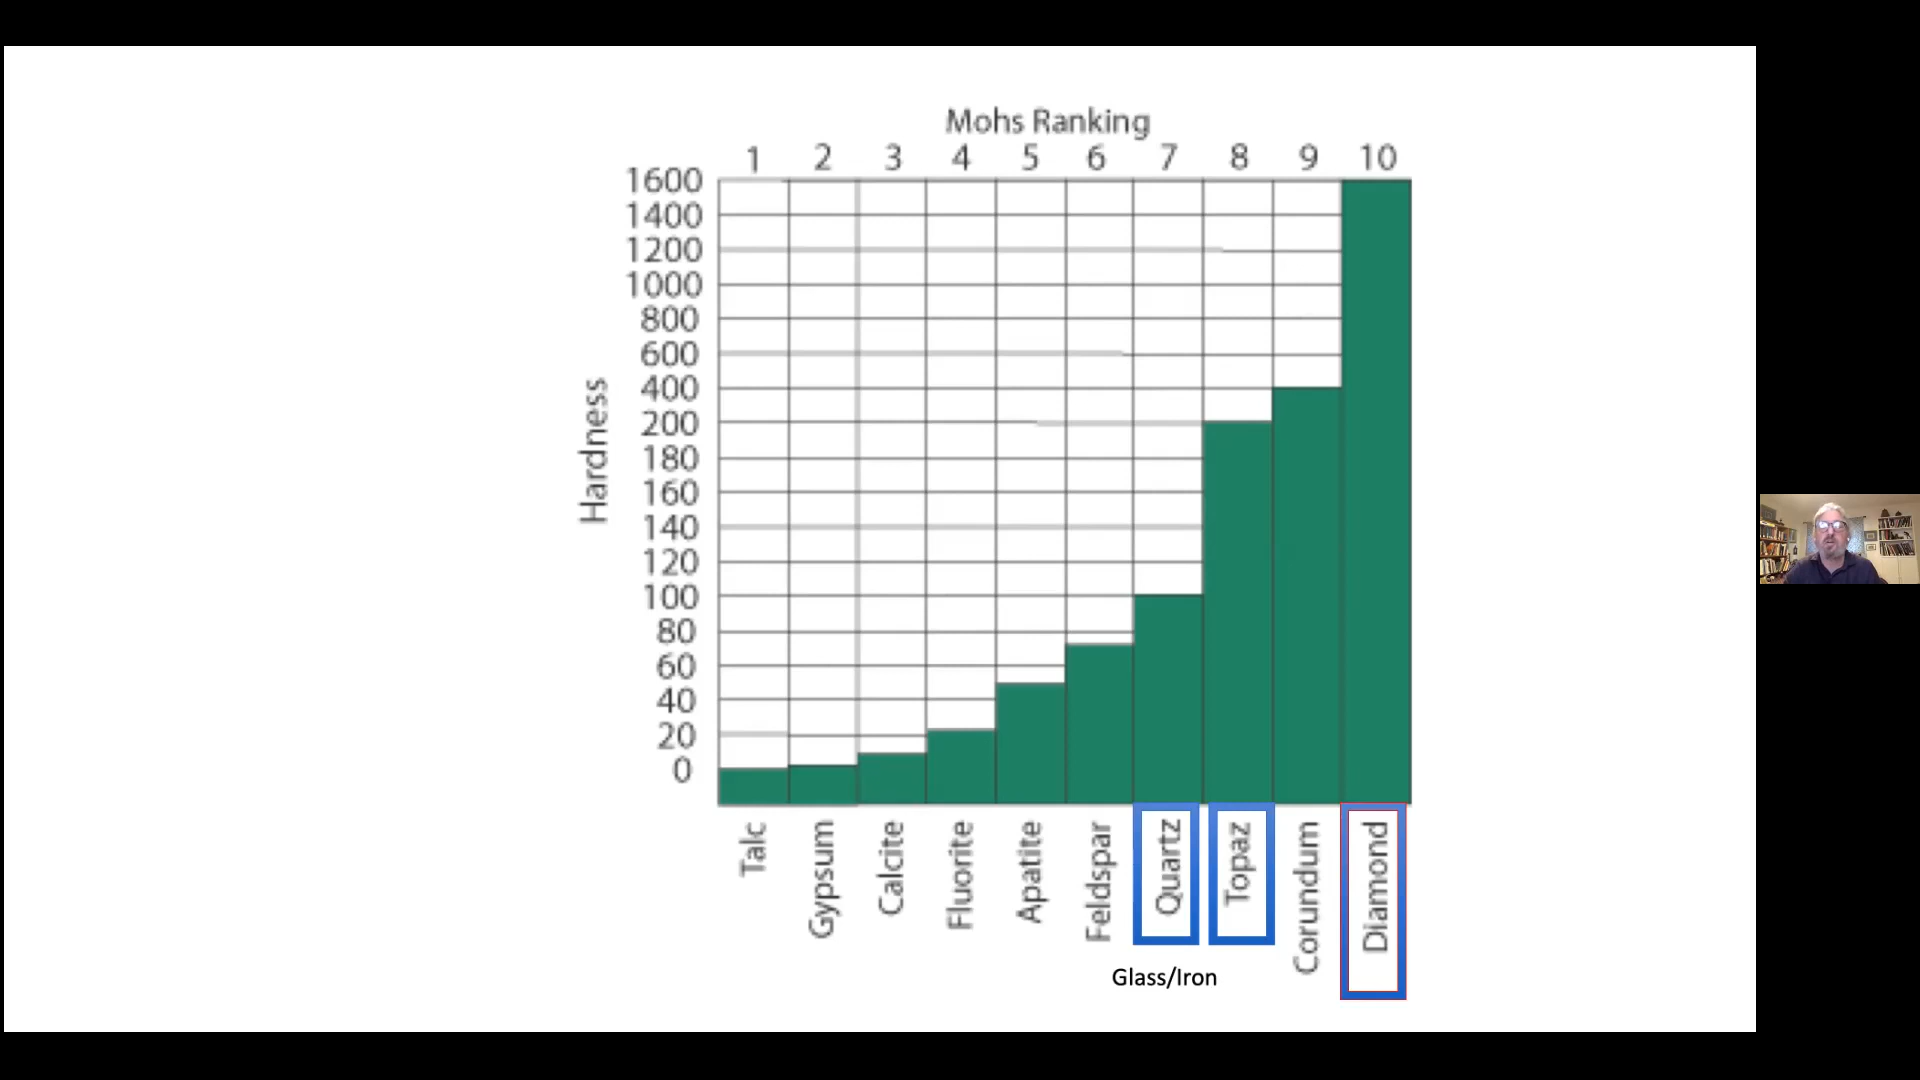 Mohs Ranking
1 2 3 4 5 6 7 8 9 10
1600
1400
1200
1000
800
600
400
200
180
160
140
120
100
80
60
40
20
0
Hardness
Talc
Gypsum
Calcite
Fluorite
Apatite
Feldspar
Quartz
Topaz
Corundum
Diamond
Glass/Iron